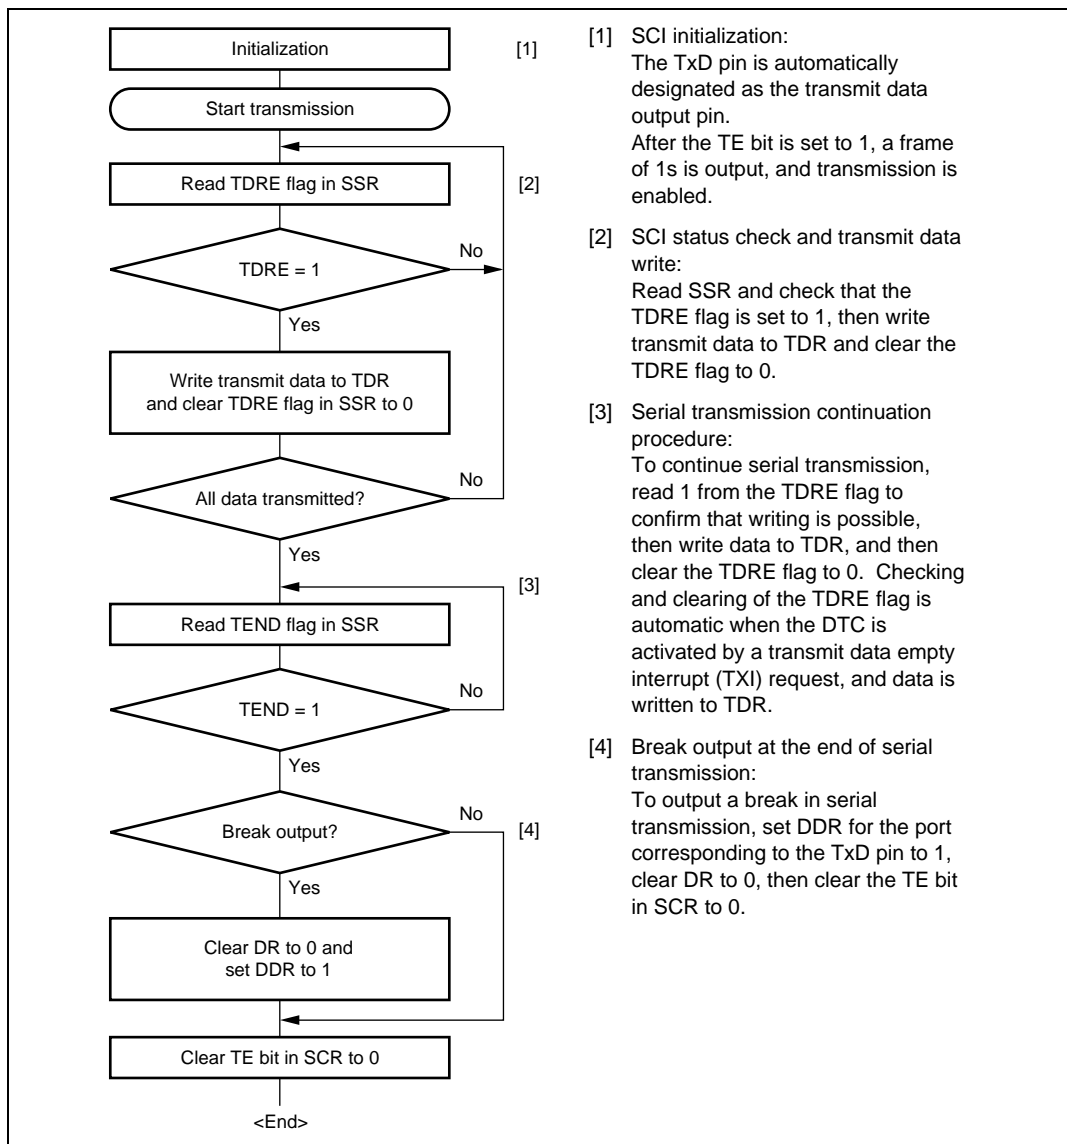 Initialization
[1]
Start transmission
Read TDRE flag in SSR
[2]
No
TDRE = 1
Yes
Write transmit data to TDR
and clear TDRE flag in SSR to 0
No
All data transmitted?
Yes
[3]
Read TEND flag in SSR
No
TEND = 1
Yes
No
Break output?
[4]
Yes
Clear DR to 0 and
set DDR to 1
Clear TE bit in SCR to 0
<End>
[1] SCI initialization:
The TxD pin is automatically
designated as the transmit data
output pin.
After the TE bit is set to 1, a frame
of 1s is output, and transmission is
enabled.
[2] SCI status check and transmit data
write:
Read SSR and check that the
TDRE flag is set to 1, then write
transmit data to TDR and clear the
TDRE flag to 0.
[3] Serial transmission continuation
procedure:
To continue serial transmission,
read 1 from the TDRE flag to
confirm that writing is possible,
then write data to TDR, and then
clear the TDRE flag to 0.  Checking
and clearing of the TDRE flag is
automatic when the DTC is
activated by a transmit data empty
interrupt (TXI) request, and data is
written to TDR.
[4] Break output at the end of serial
transmission:
To output a break in serial
transmission, set DDR for the port
corresponding to the TxD pin to 1,
clear DR to 0, then clear the TE bit
in SCR to 0.